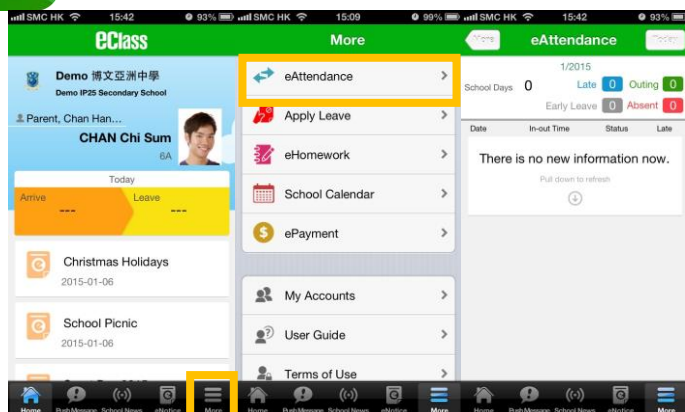 SMC HK 15:42 93%
eClass
Demo 博文亞洲中學
Demo IP25 Secondary School
Parent, Chan Han...
CHAN Chi Sum
6A
Today
Arrive Leave
--- ---
Christmas Holidays
2015-01-06
School Picnic
2015-01-06
Home Push Message School News eNotice More
SMC HK 15:09 99%
More
eAttendance
Apply Leave
eHomework
School Calendar
ePayment
My Accounts
User Guide
Terms of Use
Home Push Message School News eNotice More
SMC HK 15:42 93%
More eAttendance Today
1/2015
School Days 0 Late 0 Outing 0
Early Leave 0 Absent 0
Date In-out Time Status Late
There is no new information now.
Pull down to refresh
Home Push Message School News eNotice More